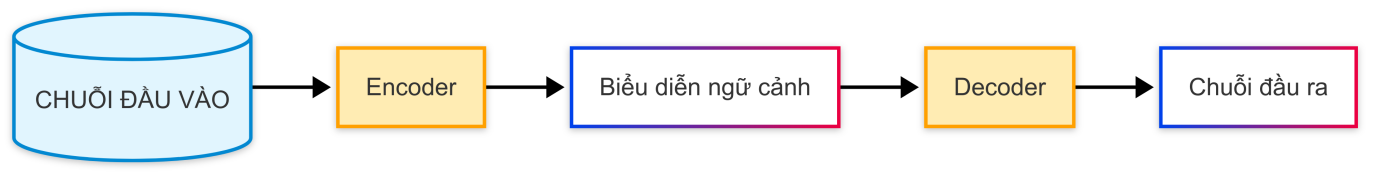 CHUỖI ĐẦU VÀO
Encoder
Biểu diễn ngữ cảnh
Decoder
Chuỗi đầu ra